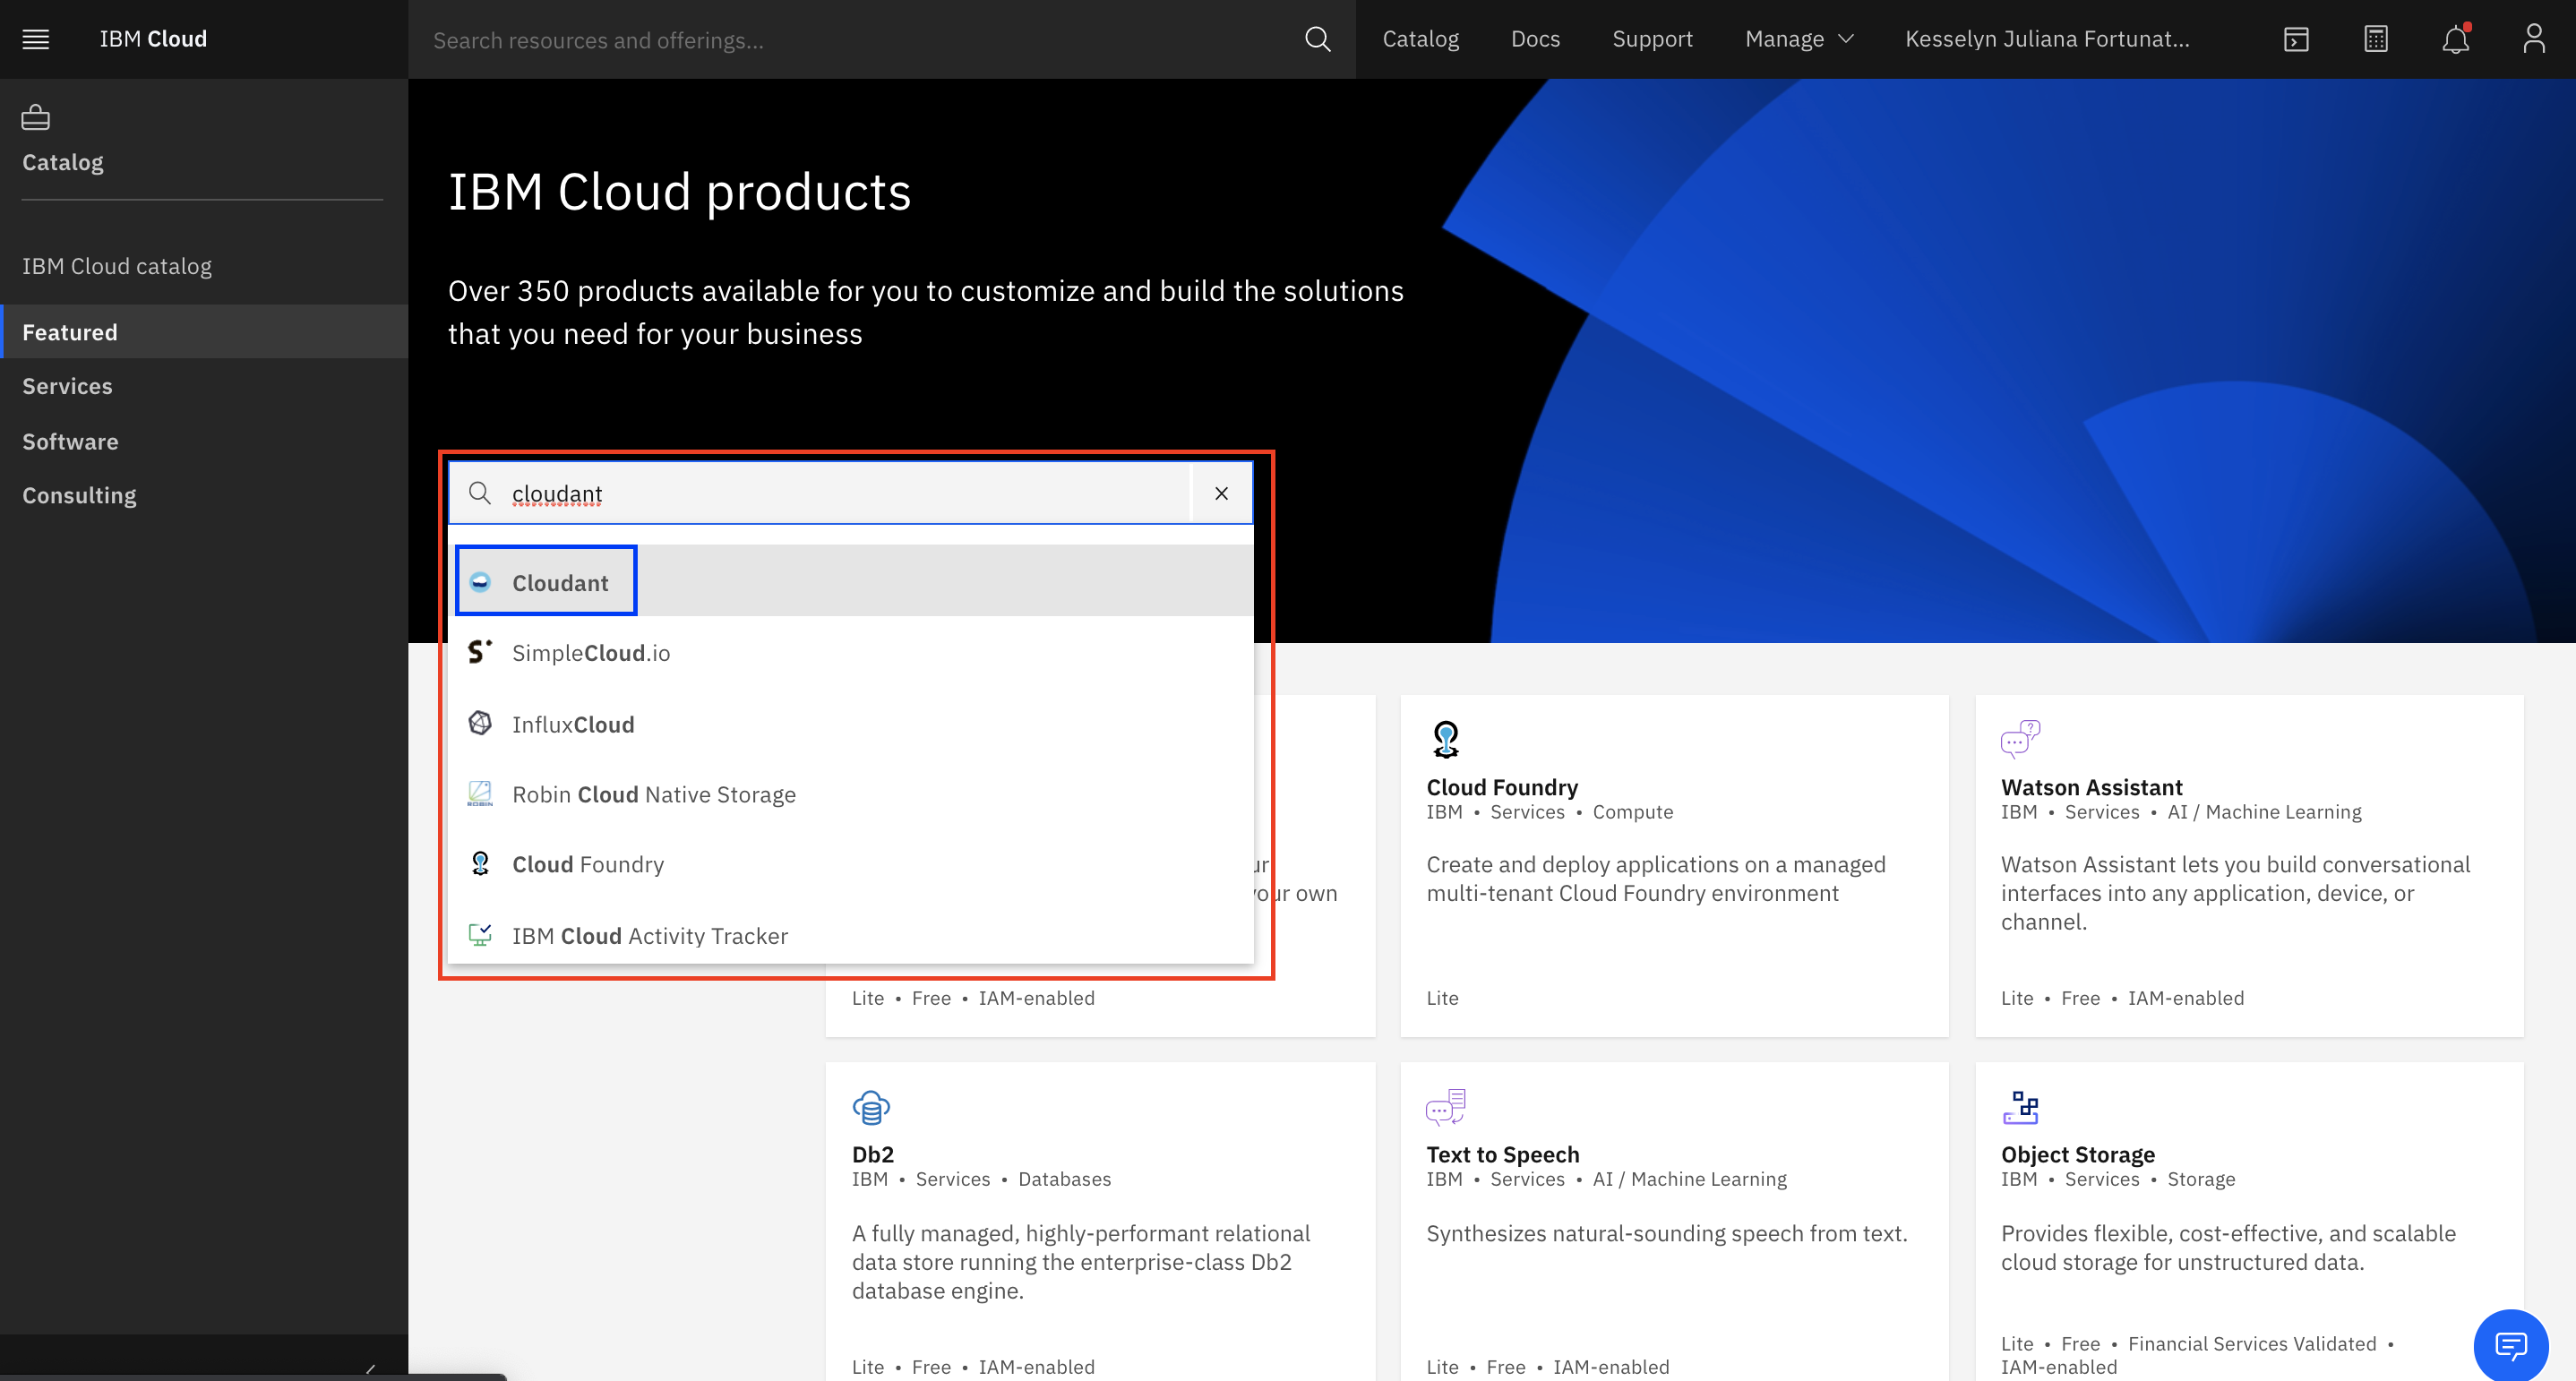 IBM Cloud
Search resources and offerings...
Catalog
Docs
Support
Manage
Kesselyn Juliana Fortunat...
Catalog
IBM Cloud catalog
Featured
Services
Software
Consulting
IBM Cloud products
Over 350 products available for you to customize and build the solutions
that you need for your business
cloudant
Cloudant
SimpleCloud.io
InfluxCloud
Robin Cloud Native Storage
Cloud Foundry
IBM Cloud Activity Tracker
your own
Lite • Free • IAM-enabled
Cloud Foundry
IBM • Services • Compute
Create and deploy applications on a managed
multi-tenant Cloud Foundry environment
Lite
Watson Assistant
IBM • Services • AI / Machine Learning
Watson Assistant lets you build conversational
interfaces into any application, device, or
channel.
Lite • Free • IAM-enabled
Db2
IBM • Services • Databases
A fully managed, highly-performant relational
data store running the enterprise-class Db2
database engine.
Lite • Free • IAM-enabled
Text to Speech
IBM • Services • AI / Machine Learning
Synthesizes natural-sounding speech from text.
Lite • Free • IAM-enabled
Object Storage
IBM • Services • Storage
Provides flexible, cost-effective, and scalable
cloud storage for unstructured data.
Lite • Free • Financial Services Validated •
IAM-enabled